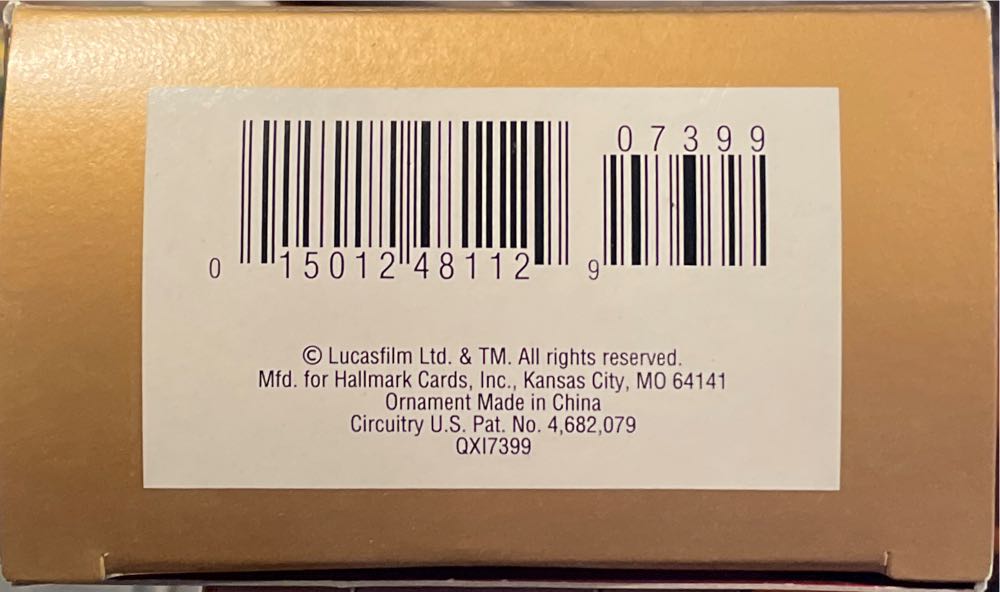 07399
0 15012 48112 9
© Lucasfilm Ltd. & TM. All rights reserved.
Mfd. for Hallmark Cards, Inc., Kansas City, MO 64141
Ornament Made in China
Circuitry U.S. Pat. No. 4,682,079
QXI7399